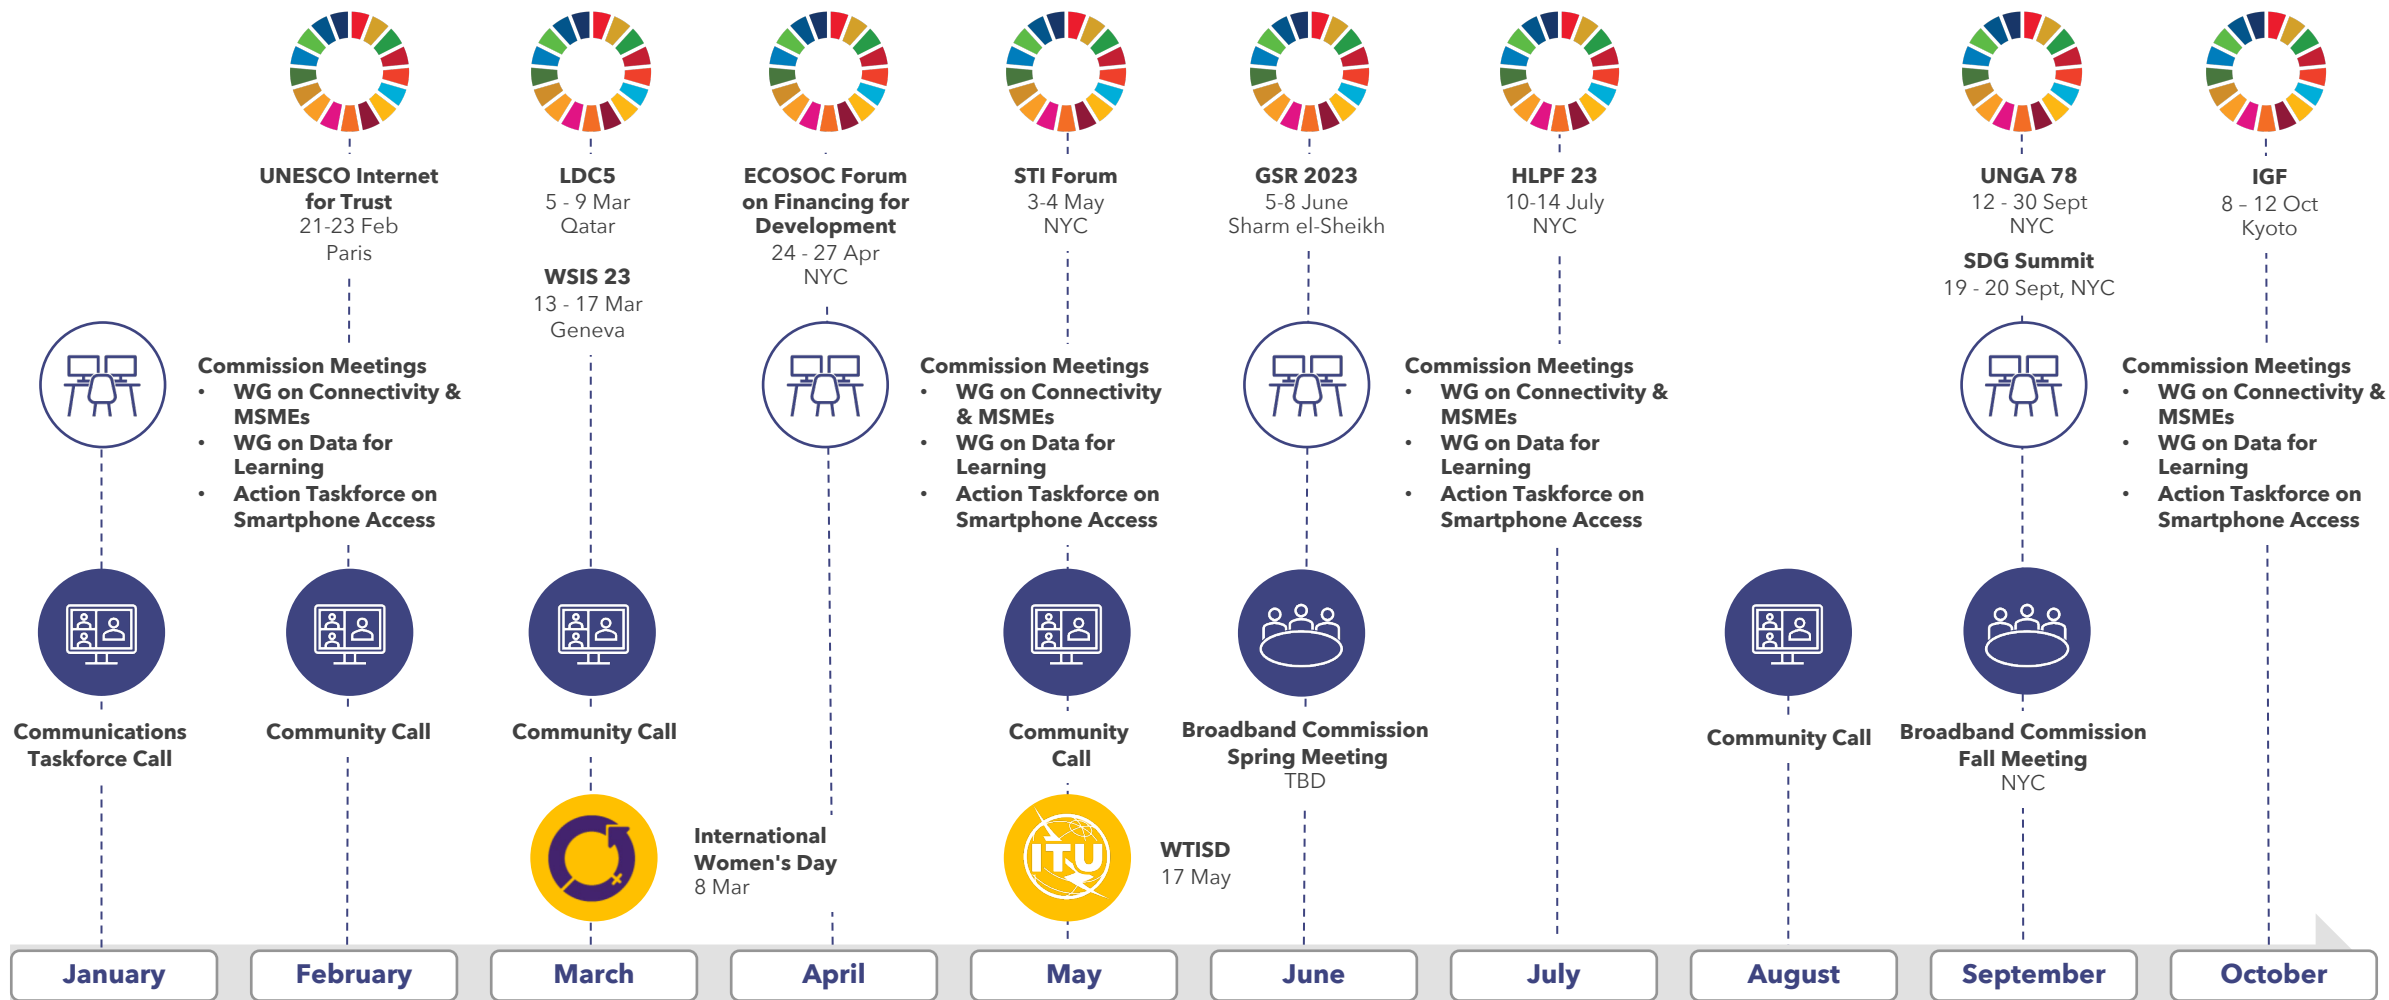 UNESCO Internet
for Trust
21-23 Feb
Paris
LDC5
5 - 9 Mar
Qatar
WSIS 23
13 - 17 Mar
Geneva
ECOSOC Forum
on Financing for
Development
24 - 27 Apr
NYC
STI Forum
3-4 May
NYC
GSR 2023
5-8 June
Sharm el-Sheikh
HLPF 23
10-14 July
NYC
UNGA 78
12 - 30 Sept
NYC
SDG Summit
19 - 20 Sept, NYC
IGF
8 – 12 Oct
Kyoto
Commission Meetings
• WG on Connectivity &
MSMEs
• WG on Data for
Learning
• Action Taskforce on
Smartphone Access
Commission Meetings
• WG on Connectivity
& MSMEs
• WG on Data for
Learning
• Action Taskforce on
Smartphone Access
Commission Meetings
• WG on Connectivity &
MSMEs
• WG on Data for
Learning
• Action Taskforce on
Smartphone Access
Commission Meetings
• WG on Connectivity &
MSMEs
• WG on Data for
Learning
• Action Taskforce on
Smartphone Access
Communications
Taskforce Call
Community Call
Community Call
Community
Call
Broadband Commission
Spring Meeting
TBD
Community Call
Broadband Commission
Fall Meeting
NYC
International
Women's Day
8 Mar
ITU
WTISD
17 May
January
February
March
April
May
June
July
August
September
October